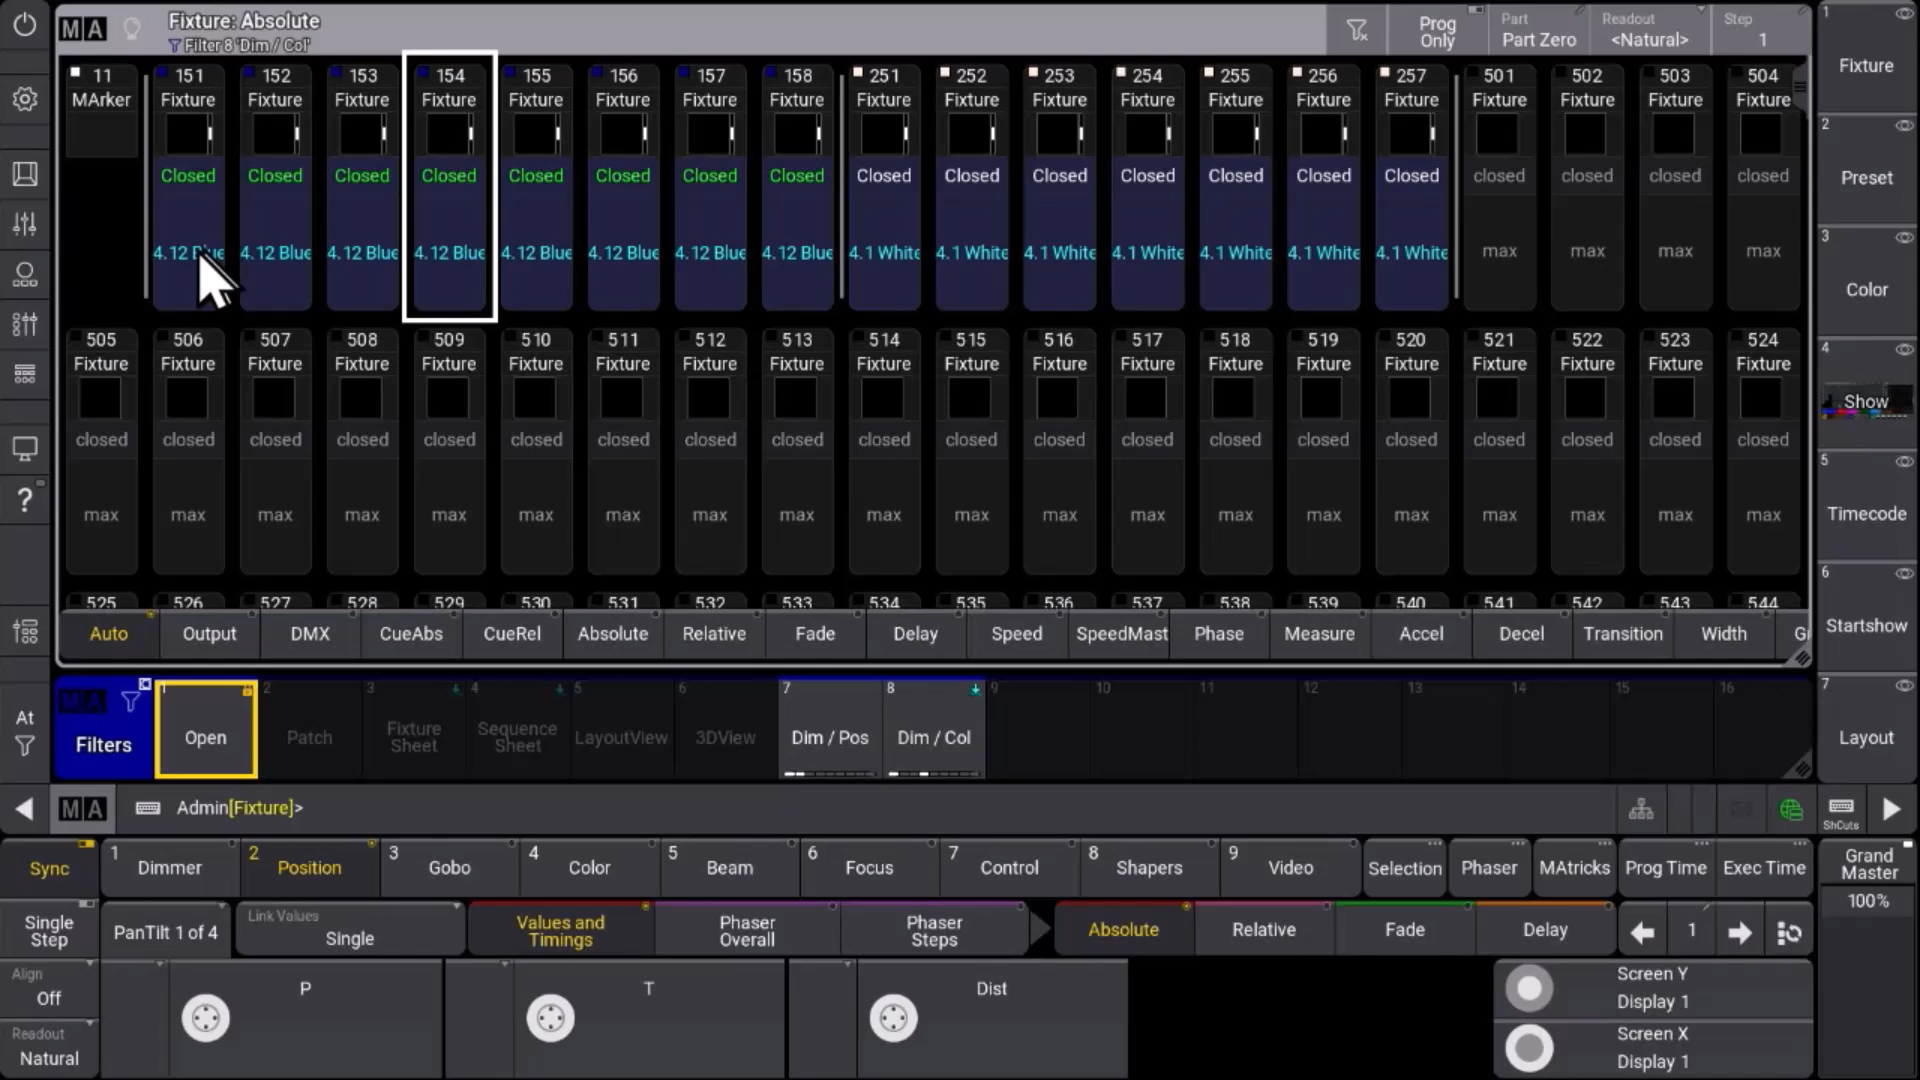 MA
Fixture: Absolute
Filter 8 'Dim / Col'
Prog Only
Part
Part Zero
Readout
<Natural>
Step
1
11 151 152 153 154 155 156 157 158 251 252 253 254 255 256 257 501 502 503 504
MArker Fixture Fixture Fixture Fixture Fixture Fixture Fixture Fixture Fixture Fixture Fixture Fixture Fixture Fixture Fixture Fixture Fixture Fixture Fixture
Closed Closed Closed Closed Closed Closed Closed Closed Closed Closed Closed Closed Closed Closed Closed closed closed closed closed
4.12 Blue 4.12 Blue 4.12 Blue 4.12 Blue 4.12 Blue 4.12 Blue 4.12 Blue 4.12 Blue 4.1 White 4.1 White 4.1 White 4.1 White 4.1 White 4.1 White 4.1 White max max max max
505 506 507 508 509 510 511 512 513 514 515 516 517 518 519 520 521 522 523 524
Fixture Fixture Fixture Fixture Fixture Fixture Fixture Fixture Fixture Fixture Fixture Fixture Fixture Fixture Fixture Fixture Fixture Fixture Fixture Fixture
closed closed closed closed closed closed closed closed closed closed closed closed closed closed closed closed closed closed closed closed
max max max max max max max max max max max max max max max max max max max max
525 526 527 528 529 530 531 532 533 534 535 536 537 538 539 540 541 542 543 544
Auto Output DMX CueAbs CueRel Absolute Relative Fade Delay Speed SpeedMast Phase Measure Accel Decel Transition Width G
1 Fixture
2 Preset
3 Color
4 Show
5 Timecode
6 Startshow
7 Layout
At
MA
Filters
1 Open
2 Patch
3 Fixture Sheet
4 Sequence Sheet
5 LayoutView
6 3DView
7 Dim / Pos
8 Dim / Col
9 10 11 12 13 14 15 16
MA
Admin[Fixture]>
ShCuts
Sync
1 Dimmer
2 Position
3 Gobo
4 Color
5 Beam
6 Focus
7 Control
8 Shapers
9 Video
Selection
Phaser
MAtricks
Prog Time
Exec Time
Grand Master
100%
Single Step
PanTilt 1 of 4
Link Values
Single
Values and Timings
Phaser Overall
Phaser Steps
Absolute
Relative
Fade
Delay
1
Align
Off
P
T
Dist
Screen Y
Display 1
Readout
Natural
Screen X
Display 1